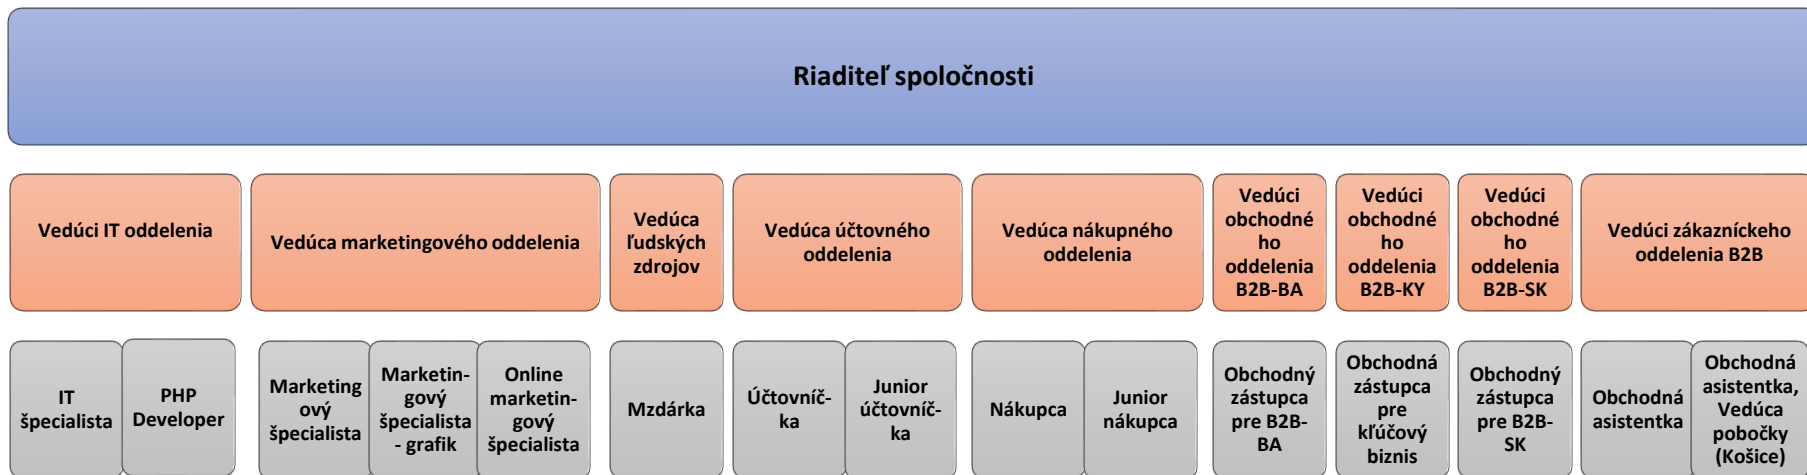 Riaditeľ spoločnosti
Vedúci IT oddelenia
Vedúca marketingového oddelenia
Vedúca
ľudských
zdrojov
Vedúca účtovného
oddelenia
Vedúca nákupného
oddelenia
Vedúci
obchodné
ho
oddelenia
B2B-BA
Vedúci
obchodné
ho
oddelenia
B2B-KY
Vedúci
obchodné
ho
oddelenia
B2B-SK
Vedúci zákazníckeho
oddelenia B2B
IT
špecialista
PHP
Developer
Marketing
ový
špecialista
Marketin-
gový
špecialista
- grafik
Online
marketin-
gový
špecialista
Mzdárka
Účtovníč-
ka
Junior
účtovníč-
ka
Nákupca
Junior
nákupca
Obchodný
zástupca
pre B2B-
BA
Obchodná
zástupca
pre
kľúčový
biznis
Obchodný
zástupca
pre B2B-
SK
Obchodná
asistentka
Obchodná
asistentka,
Vedúca
pobočky
(Košice)